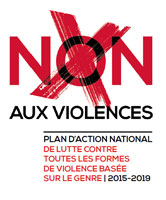 NON
AUX VIOLENCES
PLAN D'ACTION NATIONAL
DE LUTTE CONTRE
TOUTES LES FORMES
DE VIOLENCE BASÉE
SUR LE GENRE | 2015-2019